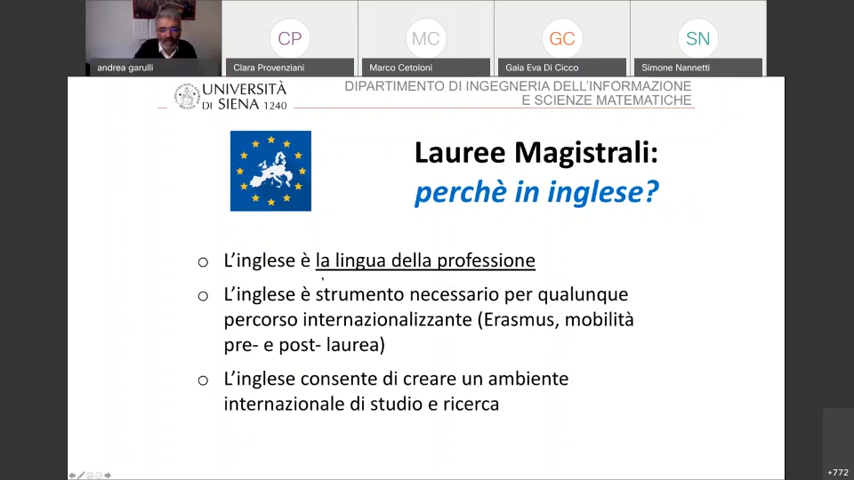 CP
MC
GC
SN
andrea garulli
Clara Provenziani
Marco Cetoloni
Gaia Eva Di Cicco
Simone Nannetti
UNIVERSITÀ
DI SIENA 1240
DIPARTIMENTO DI INGEGNERIA DELL'INFORMAZIONE
E SCIENZE MATEMATICHE
Lauree Magistrali:
perchè in inglese?
L'inglese è la lingua della professione
L'inglese è strumento necessario per qualunque
percorso internazionalizzante (Erasmus, mobilità
pre- e post- laurea)
L'inglese consente di creare un ambiente
internazionale di studio e ricerca
+772